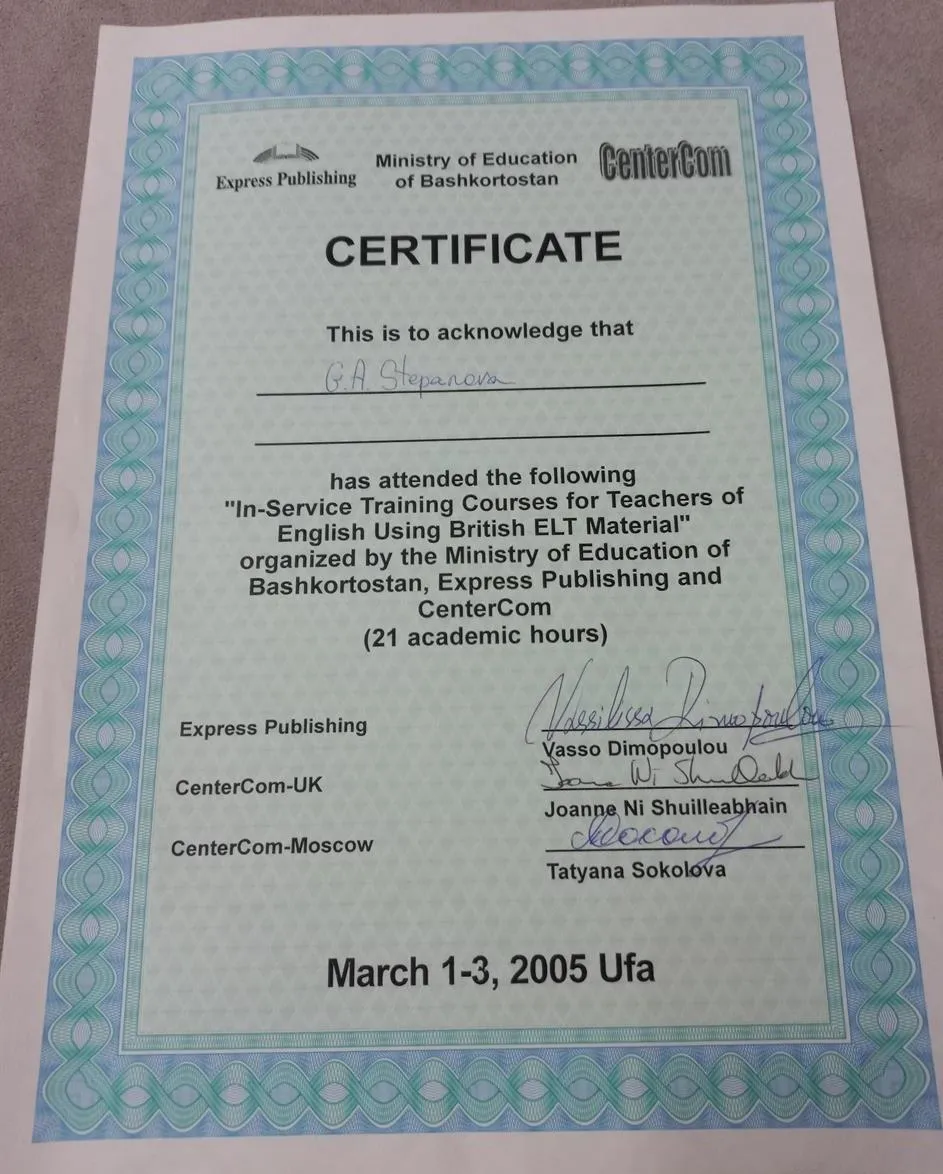 Express Publishing
Ministry of Education
of Bashkortostan
CenterCom
CERTIFICATE
This is to acknowledge that
G.A. Stepanova
has attended the following
"In-Service Training Courses for Teachers of
English Using British ELT Material"
organized by the Ministry of Education of
Bashkortostan, Express Publishing and
CenterCom
(21 academic hours)
Vassilissa Dimopoulou
Express Publishing
Vasso Dimopoulou
CenterCom-UK
Joanne Ni Shuilleabhain
CenterCom-Moscow
Tatyana Sokolova
March 1-3, 2005 Ufa